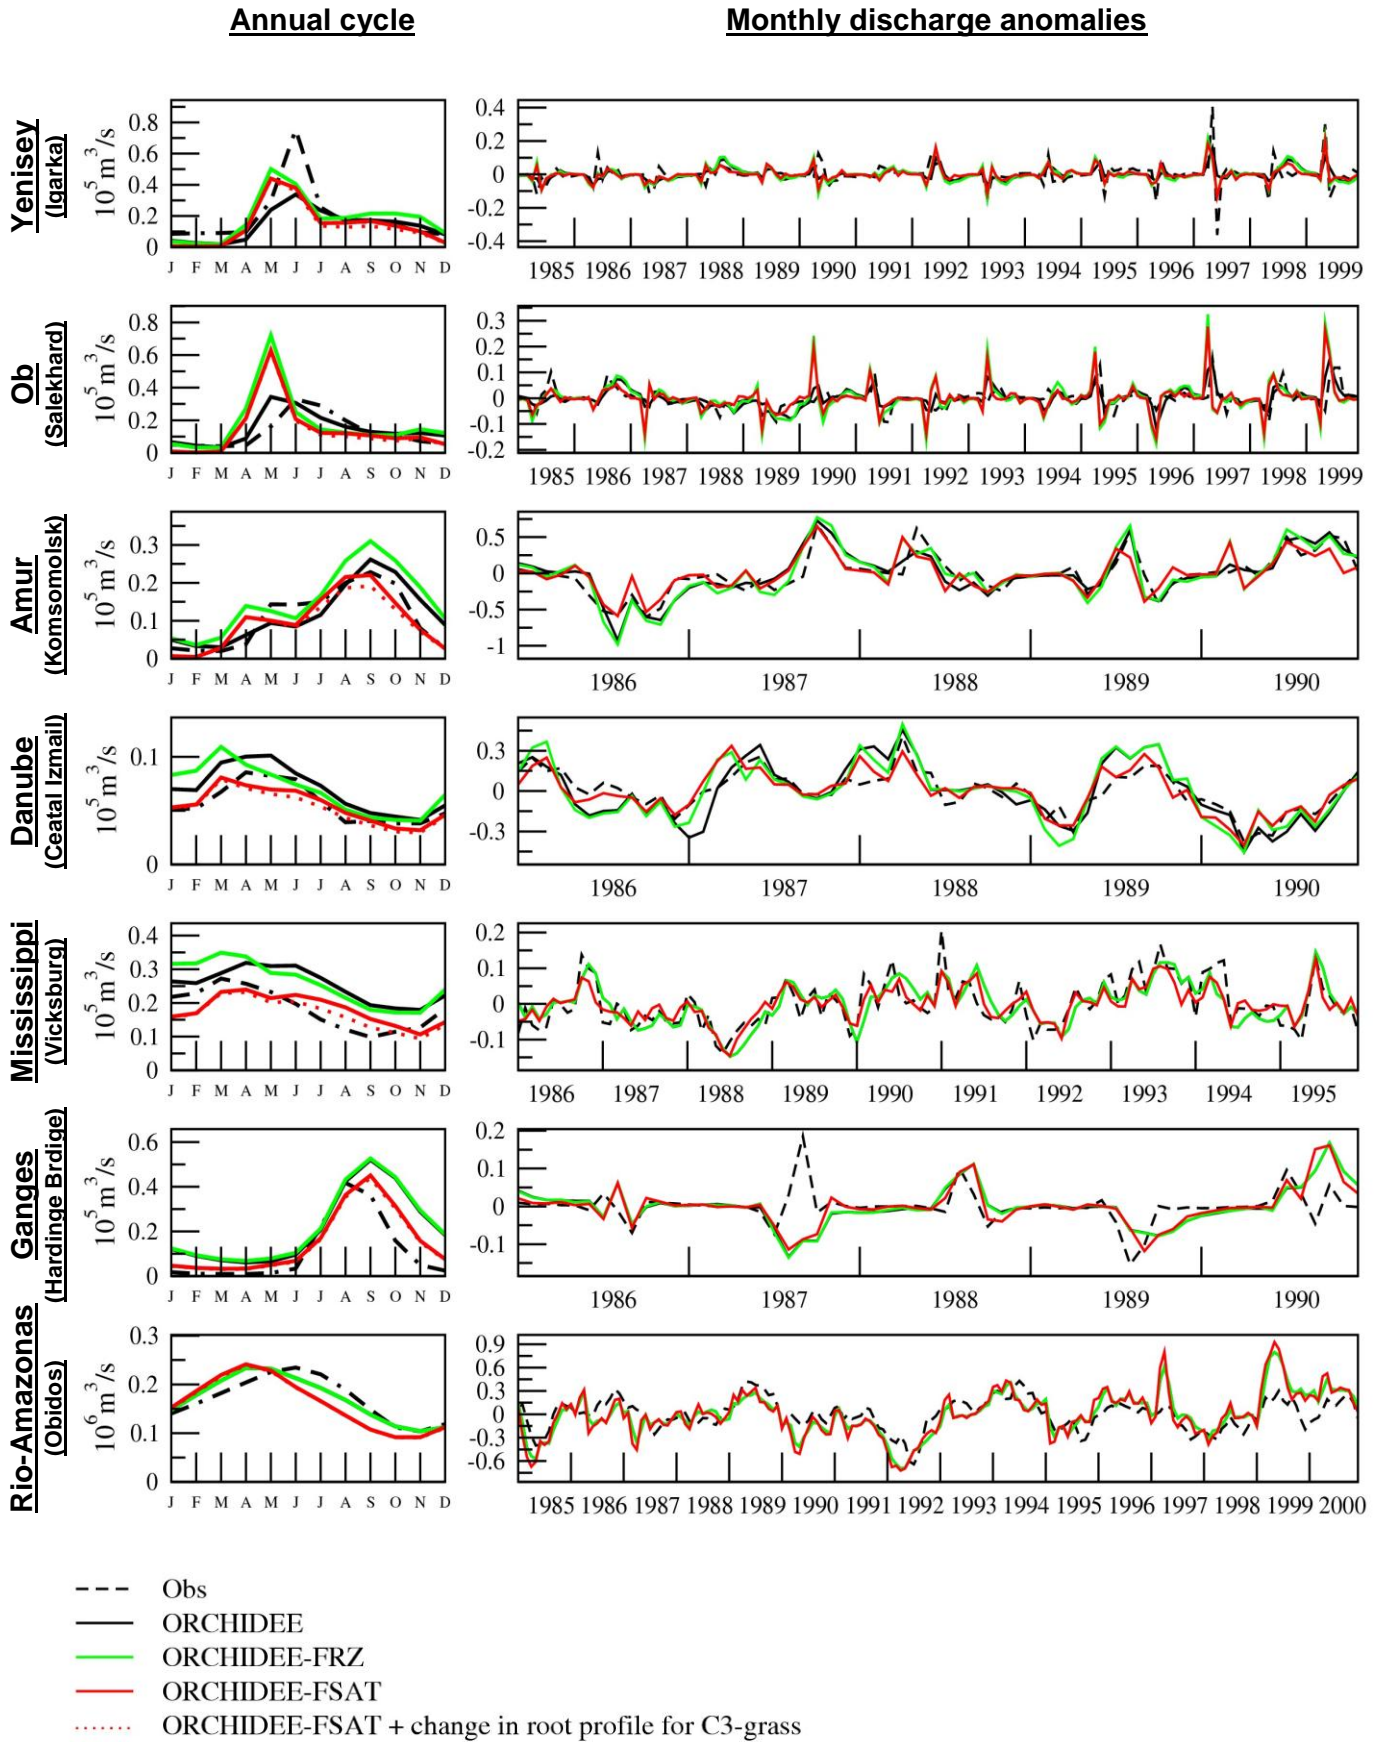 Annual cycle Monthly discharge anomalies
Yenisey
(Igarka)
10^5 m^3/s
0.8
0.6
0.4
0.2
0
J F M A M J J A S O N D
0.4
0.2
0
-0.2
-0.4
1985 1986 1987 1988 1989 1990 1991 1992 1993 1994 1995 1996 1997 1998 1999
Ob
(Salekhard)
10^5 m^3/s
0.8
0.6
0.4
0.2
0
J F M A M J J A S O N D
0.3
0.2
0.1
0
-0.1
-0.2
1985 1986 1987 1988 1989 1990 1991 1992 1993 1994 1995 1996 1997 1998 1999
Amur
(Komsomolsk)
10^5 m^3/s
0.3
0.2
0.1
0
J F M A M J J A S O N D
0.5
0
-0.5
-1
1986 1987 1988 1989 1990
Danube
(Ceatal Izmail)
10^5 m^3/s
0.1
0
J F M A M J J A S O N D
0.3
0
-0.3
1986 1987 1988 1989 1990
Mississippi
(Vicksburg)
10^5 m^3/s
0.4
0.3
0.2
0.1
0
J F M A M J J A S O N D
0.2
0.1
0
-0.1
1986 1987 1988 1989 1990 1991 1992 1993 1994 1995
Ganges
(Hardinge Brdige)
10^5 m^3/s
0.6
0.4
0.2
0
J F M A M J J A S O N D
0.2
0.1
0
-0.1
1986 1987 1988 1989 1990
Rio-Amazonas
(Obidos)
10^6 m^3/s
0.3
0.2
0.1
0
J F M A M J J A S O N D
0.9
0.6
0.3
0
-0.3
-0.6
1985 1986 1987 1988 1989 1990 1991 1992 1993 1994 1995 1996 1997 1998 1999 2000
Obs
ORCHIDEE
ORCHIDEE-FRZ
ORCHIDEE-FSAT
ORCHIDEE-FSAT + change in root profile for C3-grass